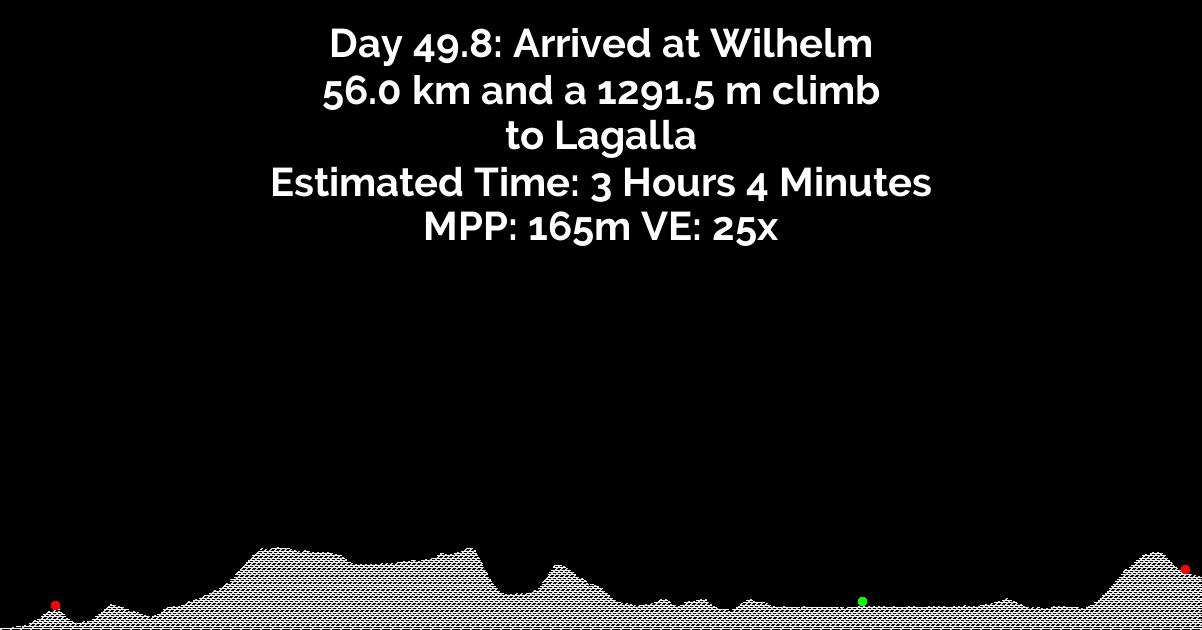 Day 49.8: Arrived at Wilhelm
56.0 km and a 1291.5 m climb
to Lagalla
Estimated Time: 3 Hours 4 Minutes
MPP: 165m VE: 25x